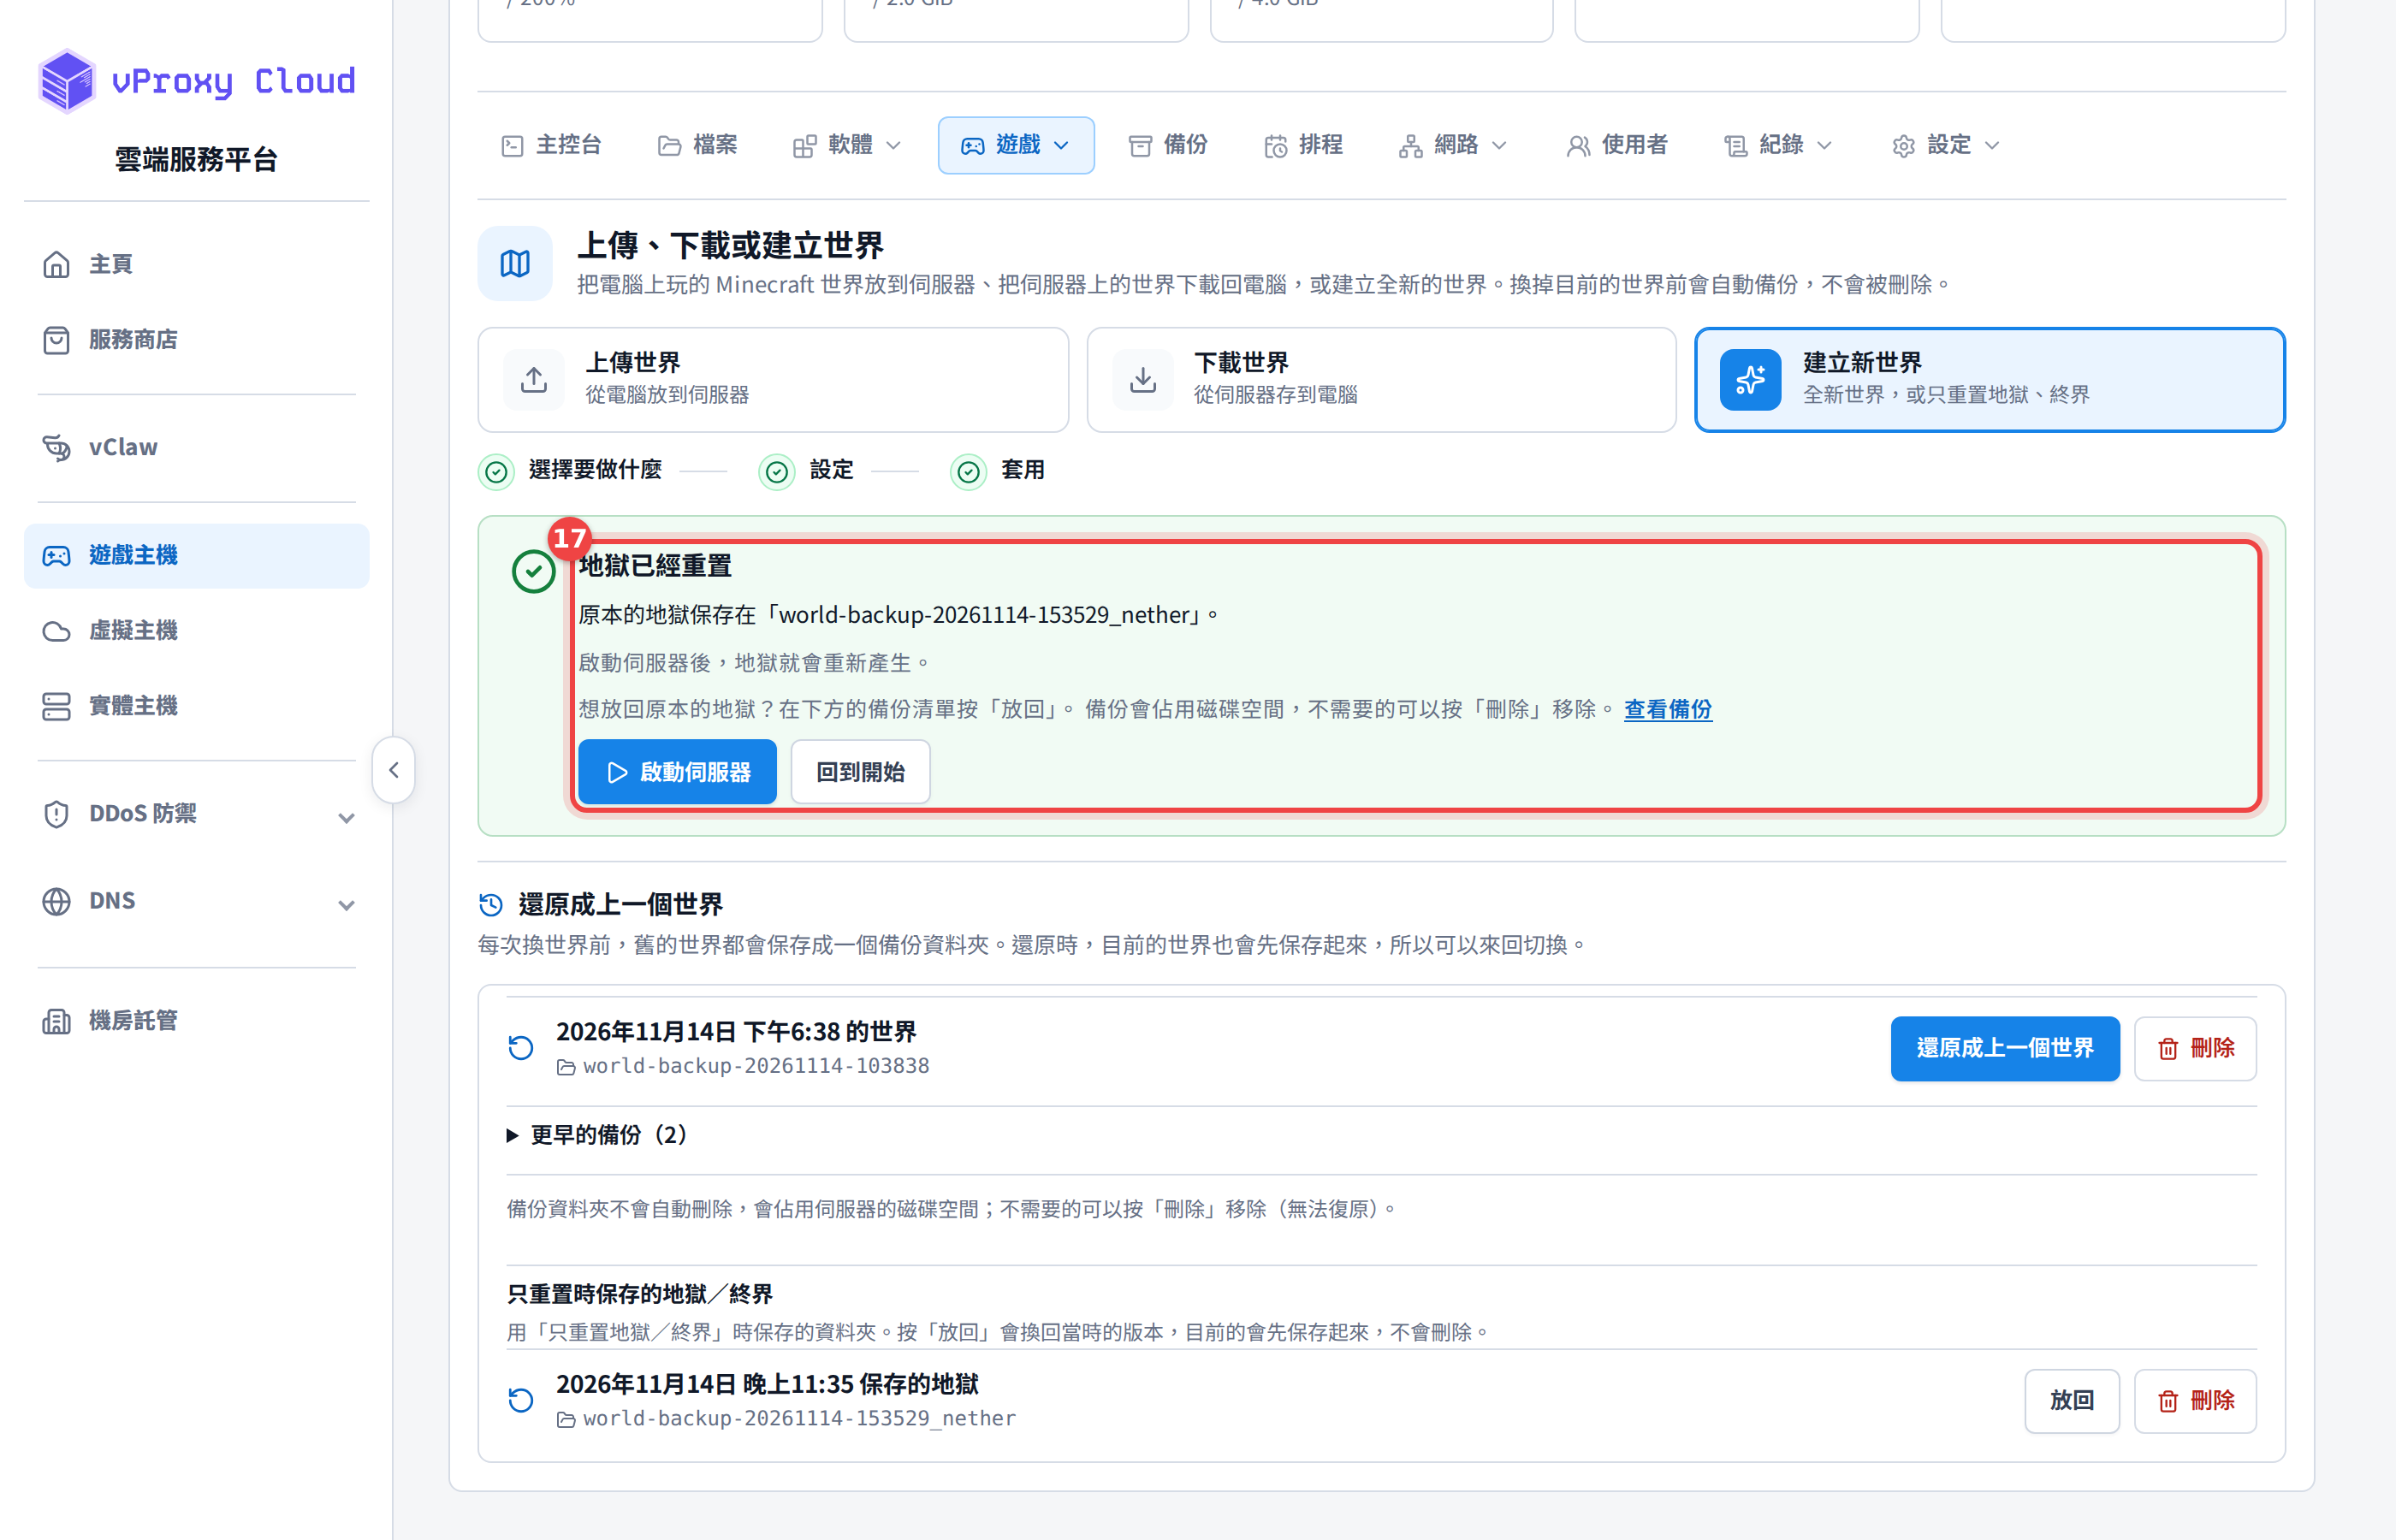 / 200%
/ 2.0 GiB
/ 4.0 GiB
vProxy Cloud
雲端服務平台
主頁
服務商店
vClaw
遊戲主機
虛擬主機
實體主機
DDoS 防禦
DNS
機房託管
主控台
檔案
軟體
遊戲
備份
排程
網路
使用者
紀錄
設定
上傳、下載或建立世界
把電腦上玩的 Minecraft 世界放到伺服器、把伺服器上的世界下載回電腦，或建立全新的世界。換掉目前的世界前會自動備份，不會被刪除。
上傳世界
從電腦放到伺服器
下載世界
從伺服器存到電腦
建立新世界
全新世界，或只重置地獄、終界
選擇要做什麼
設定
套用
17
地獄已經重置
原本的地獄保存在「world-backup-20261114-153529_nether」。
啟動伺服器後，地獄就會重新產生。
想放回原本的地獄？在下方的備份清單按「放回」。 備份會佔用磁碟空間，不需要的可以按「刪除」移除。 查看備份
啟動伺服器
回到開始
還原成上一個世界
每次換世界前，舊的世界都會保存成一個備份資料夾。還原時，目前的世界也會先保存起來，所以可以來回切換。
2026年11月14日 下午6:38 的世界
world-backup-20261114-103838
還原成上一個世界
刪除
更早的備份（2）
備份資料夾不會自動刪除，會佔用伺服器的磁碟空間；不需要的可以按「刪除」移除（無法復原）。
只重置時保存的地獄／終界
用「只重置地獄／終界」時保存的資料夾。按「放回」會換回當時的版本，目前的會先保存起來，不會刪除。
2026年11月14日 晚上11:35 保存的地獄
world-backup-20261114-153529_nether
放回
刪除